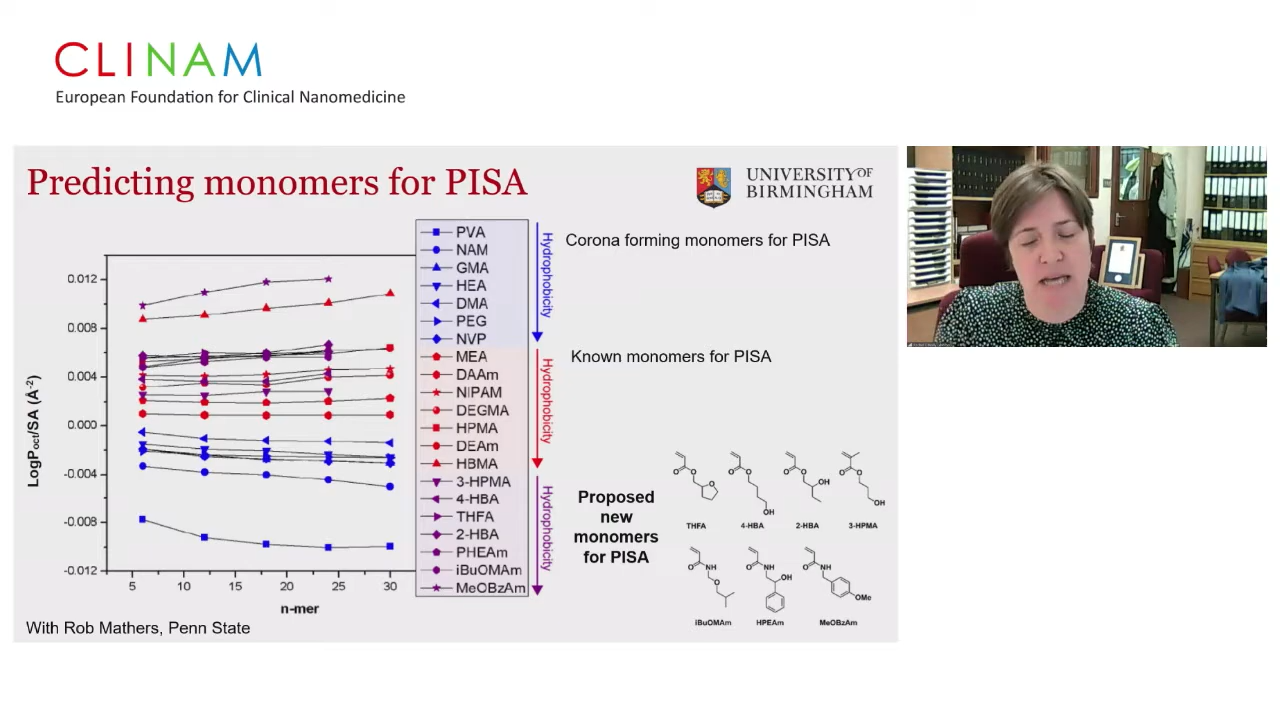 CLINAM
European Foundation for Clinical Nanomedicine
Predicting monomers for PISA
UNIVERSITY OF
BIRMINGHAM
LogPoct/SA (Å-2)
0.012
0.008
0.004
0.000
-0.004
-0.008
-0.012
5
10
15
20
25
30
n-mer
PVA
NAM
GMA
HEA
DMA
PEG
NVP
MEA
DAAm
NIPAM
DEGMA
HPMA
DEAm
HBMA
3-HPMA
4-HBA
THFA
2-HBA
PHEAm
iBuOMAm
MeOBzAm
Hydrophobicity
Hydrophobicity
Hydrophobicity
Corona forming monomers for PISA
Known monomers for PISA
Proposed
new
monomers
for PISA
O
O
O
THFA
O
O
OH
4-HBA
O
O
OH
2-HBA
O
O
OH
3-HPMA
O
NH
O
iBuOMAm
O
NH
OH
HPEAm
O
NH
OMe
MeOBzAm
With Rob Mathers, Penn State